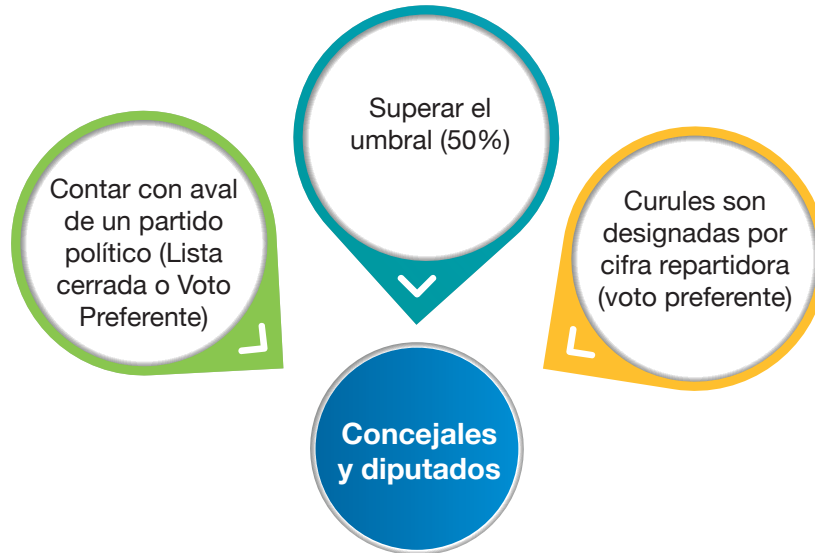 Contar con aval
de un partido
político (Lista
cerrada o Voto
Preferente)
Superar el
umbral (50%)
Curules son
designadas por
cifra repartidora
(voto preferente)
Concejales
y diputados